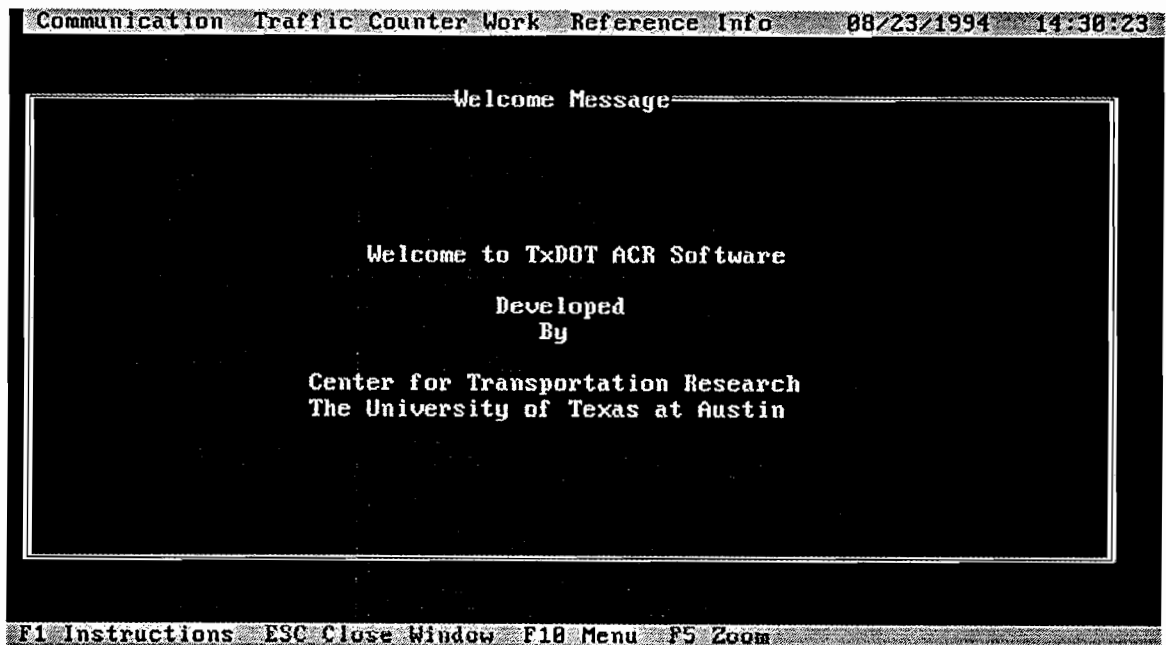 Communication Traffic Counter Work Reference Info 08/23/1994 14:30:23
Welcome Message
Welcome to TxDOT ACR Software
Developed
By
Center for Transportation Research
The University of Texas at Austin
F1 Instructions ESC Close Window F10 Menu F5 Zoom